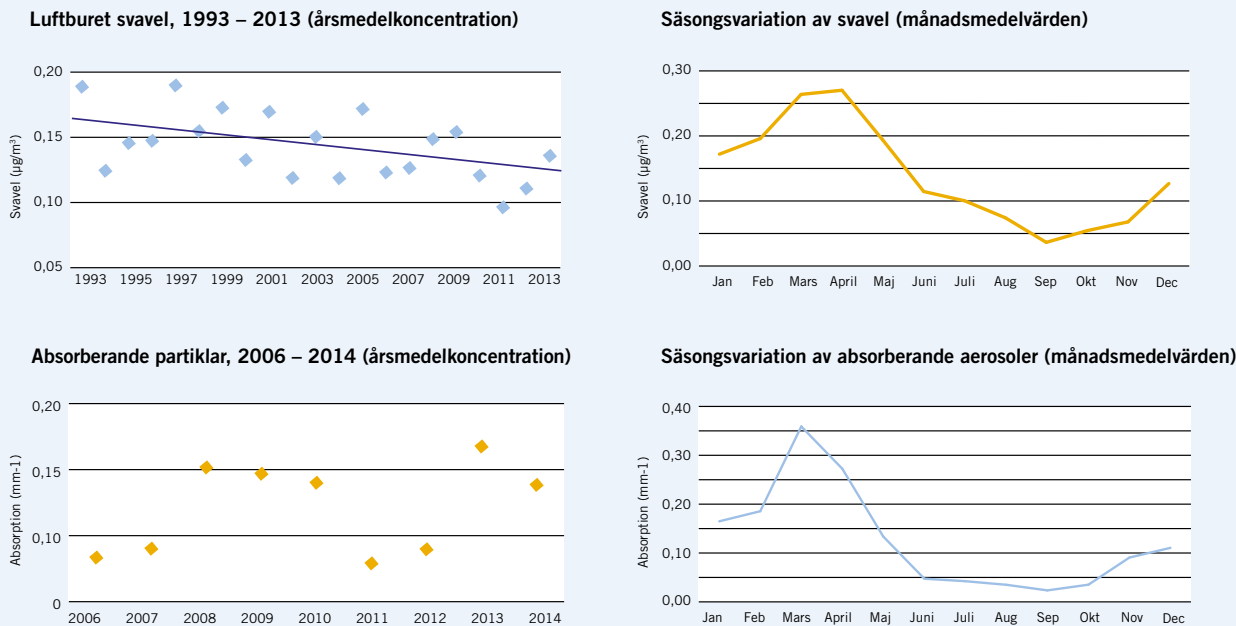 Luftburet svavel, 1993 – 2013 (årsmedelkoncentration)
Svavel (µg/m³)
0,20
0,15
0,10
0,05
1993 1995 1997 1999 2001 2003 2005 2007 2009 2011 2013
Säsongsvariation av svavel (månadsmedelvärden)
Svavel (µg/m³)
0,30
0,20
0,10
0,00
Jan Feb Mars April Maj Juni Juli Aug Sep Okt Nov Dec
Absorberande partiklar, 2006 – 2014 (årsmedelkoncentration)
Absorption (mm-1)
0,20
0,15
0,10
0
2006 2007 2008 2009 2010 2011 2012 2013 2014
Säsongsvariation av absorberande aerosoler (månadsmedelvärden)
Absorption (mm-1)
0,40
0,30
0,20
0,10
0,00
Jan Feb Mars April Maj Juni Juli Aug Sep Okt Nov Dec